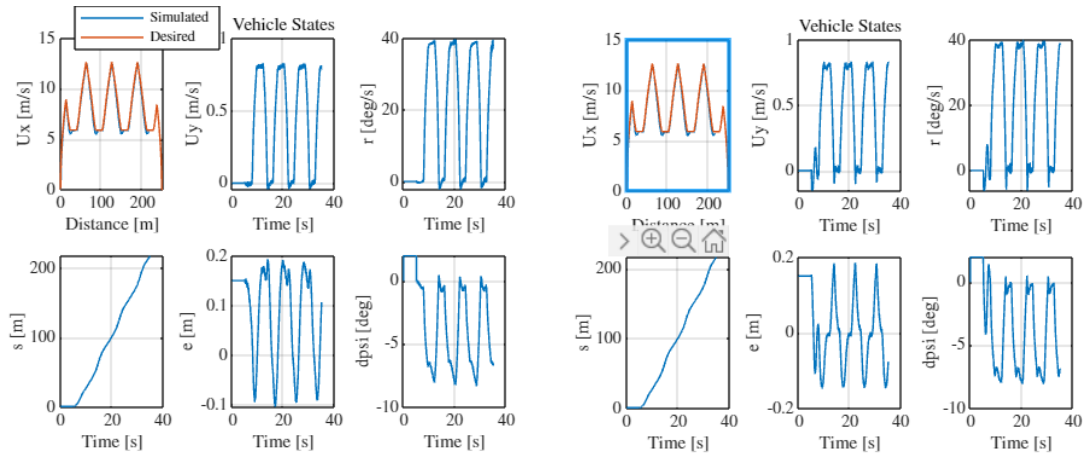 Simulated
Desired
Vehicle States
15
10
5
0
Ux [m/s]
0 100 200
Distance [m]
1
0.5
0
Uy [m/s]
0 20 40
Time [s]
40
20
0
r [deg/s]
0 20 40
Time [s]
200
100
0
s [m]
0 20 40
Time [s]
0.2
0.1
0
-0.1
e [m]
0 20 40
Time [s]
0
-5
-10
dpsi [deg]
0 20 40
Time [s]
Vehicle States
15
10
5
0
Ux [m/s]
0 100 200
Distance [m]
1
0.5
0
Uy [m/s]
0 20 40
Time [s]
40
20
0
r [deg/s]
0 20 40
Time [s]
200
100
0
s [m]
0 20 40
Time [s]
0.2
0
-0.2
e [m]
0 20 40
Time [s]
0
-5
-10
dpsi [deg]
0 20 40
Time [s]